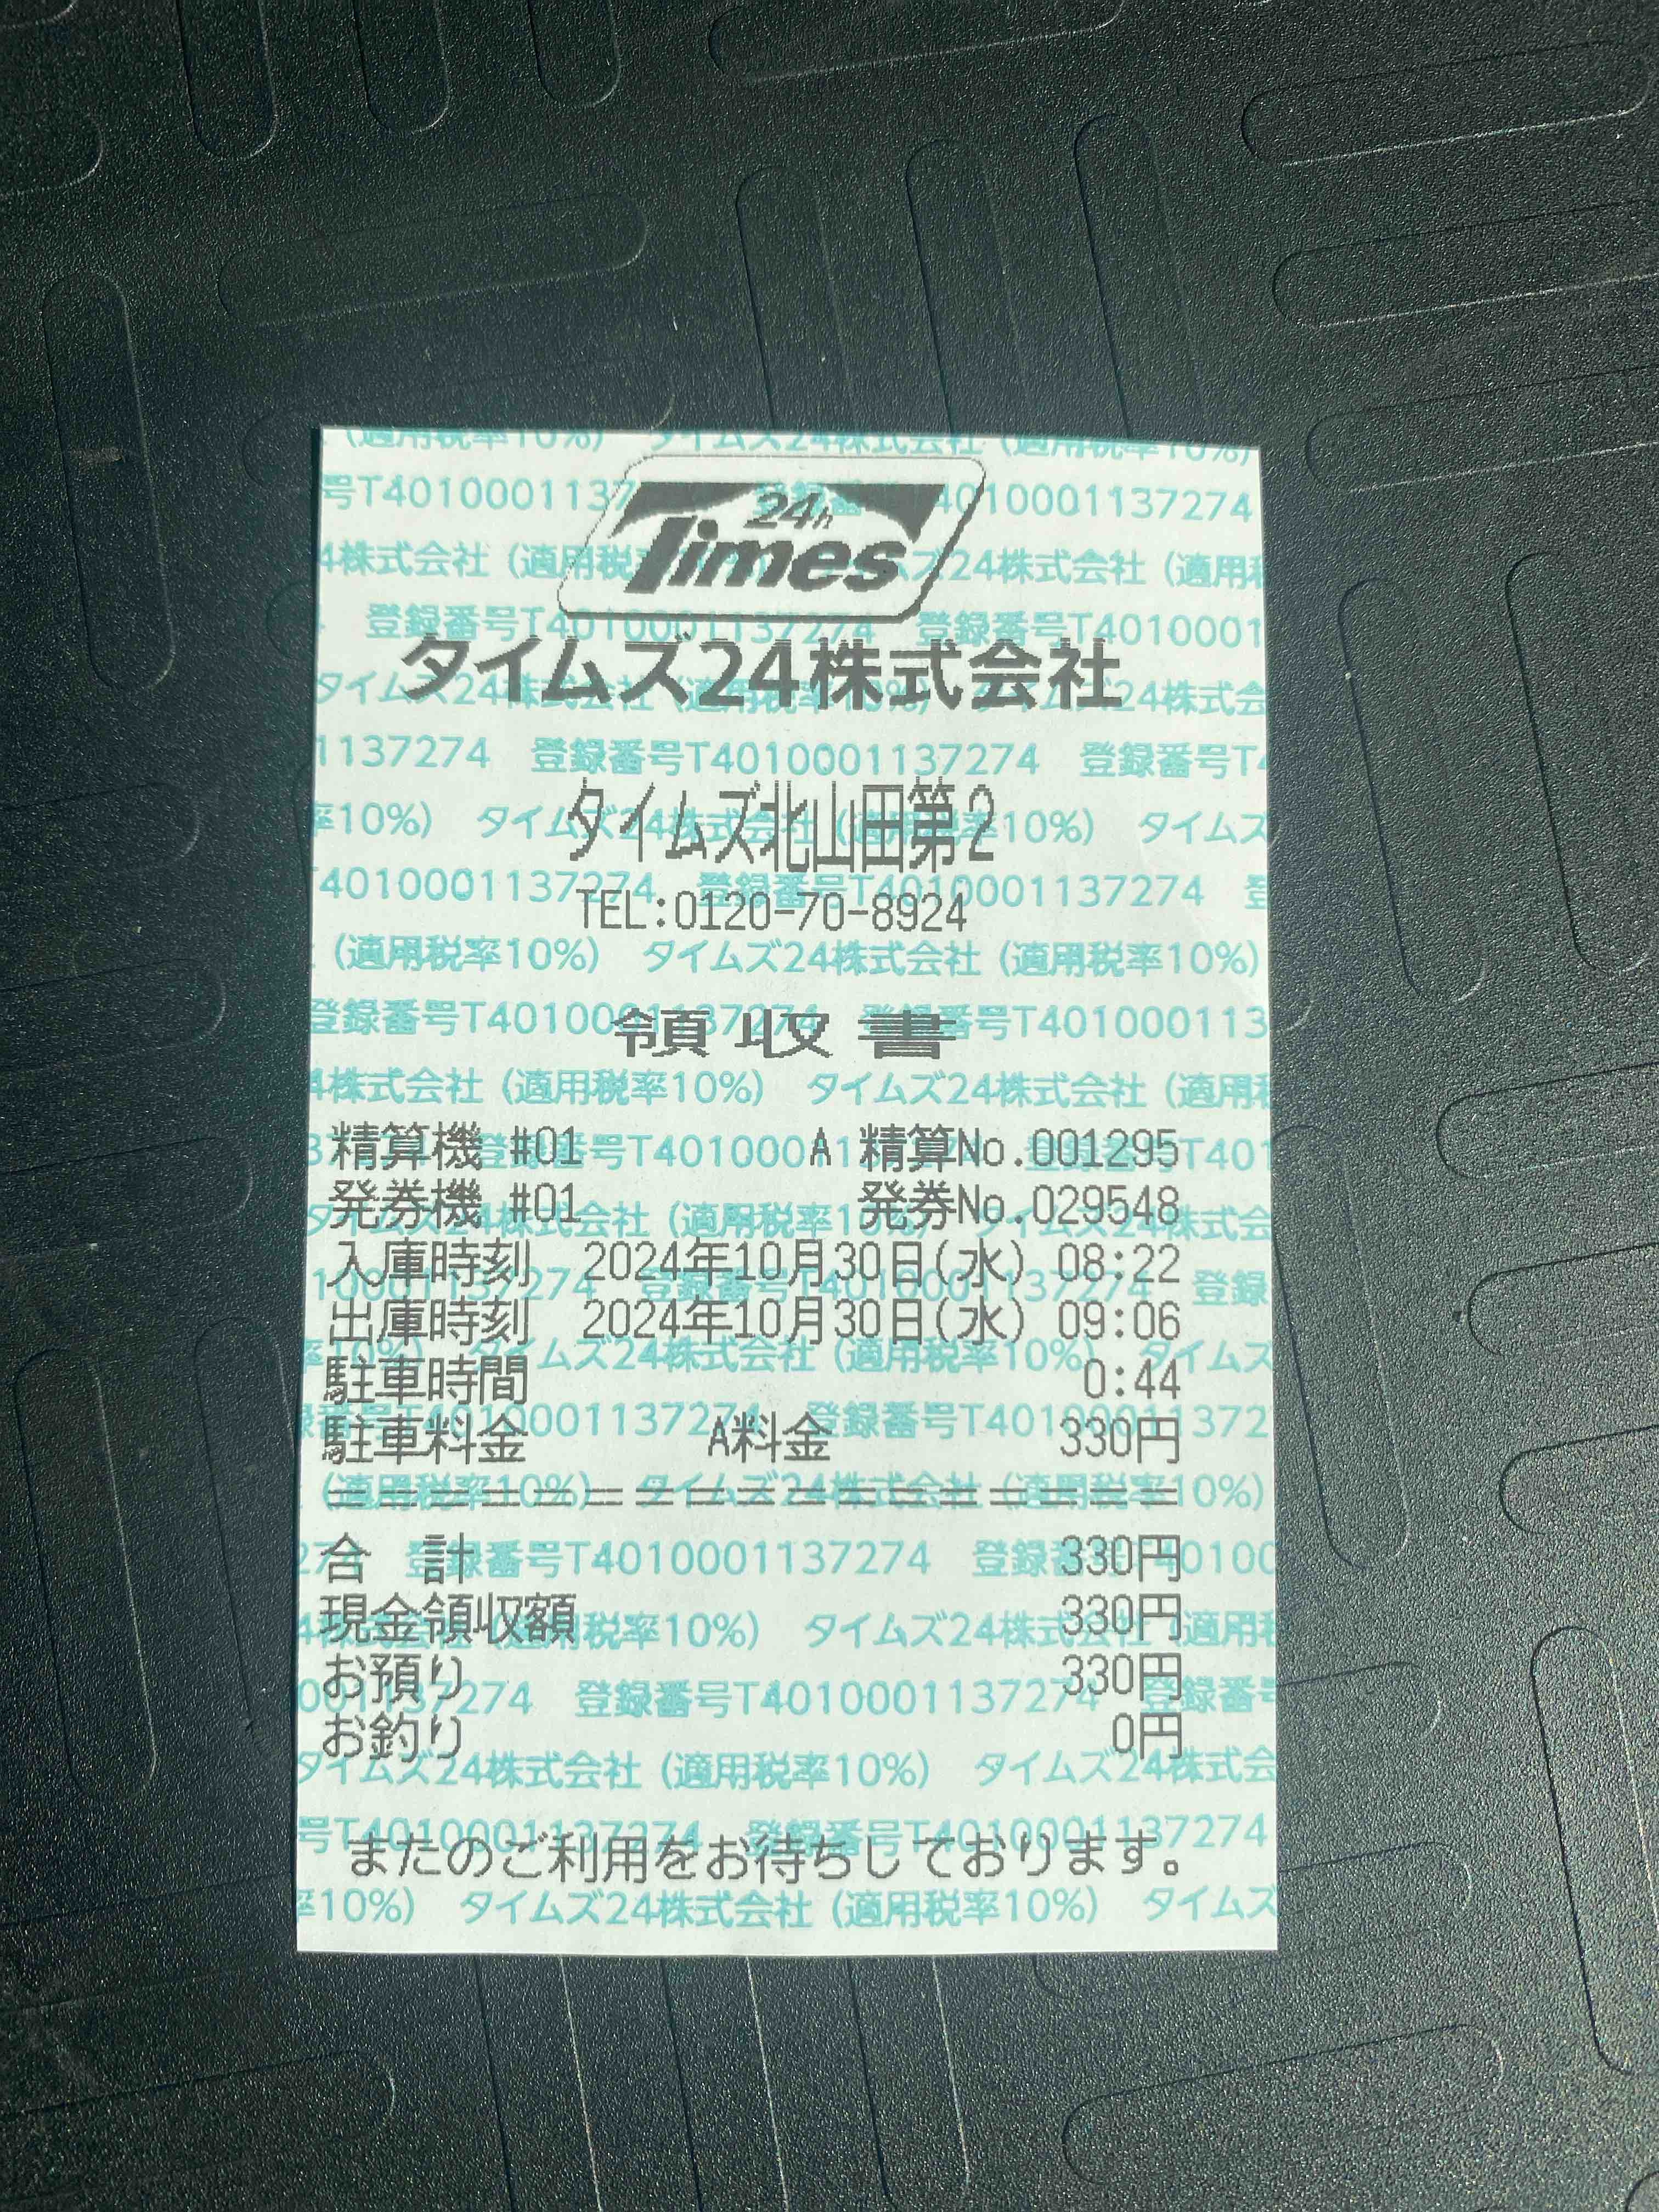 24h
Times
タイムズ24株式会社
タイムズ北山田第2
TEL:0120-70-8924
領収書
精算機 #01 A 精算No.001295
発券機 #01 発券No.029548
入庫時刻 2024年10月30日(水) 08:22
出庫時刻 2024年10月30日(水) 09:06
駐車時間 0:44
駐車料金 A料金 330円
==================
合 計 330円
現金領収額 330円
お預り 330円
お釣り 0円
またのご利用をお待ちしております。
タイムズ24株式会社 (適用税率10%)
登録番号T4010001137274